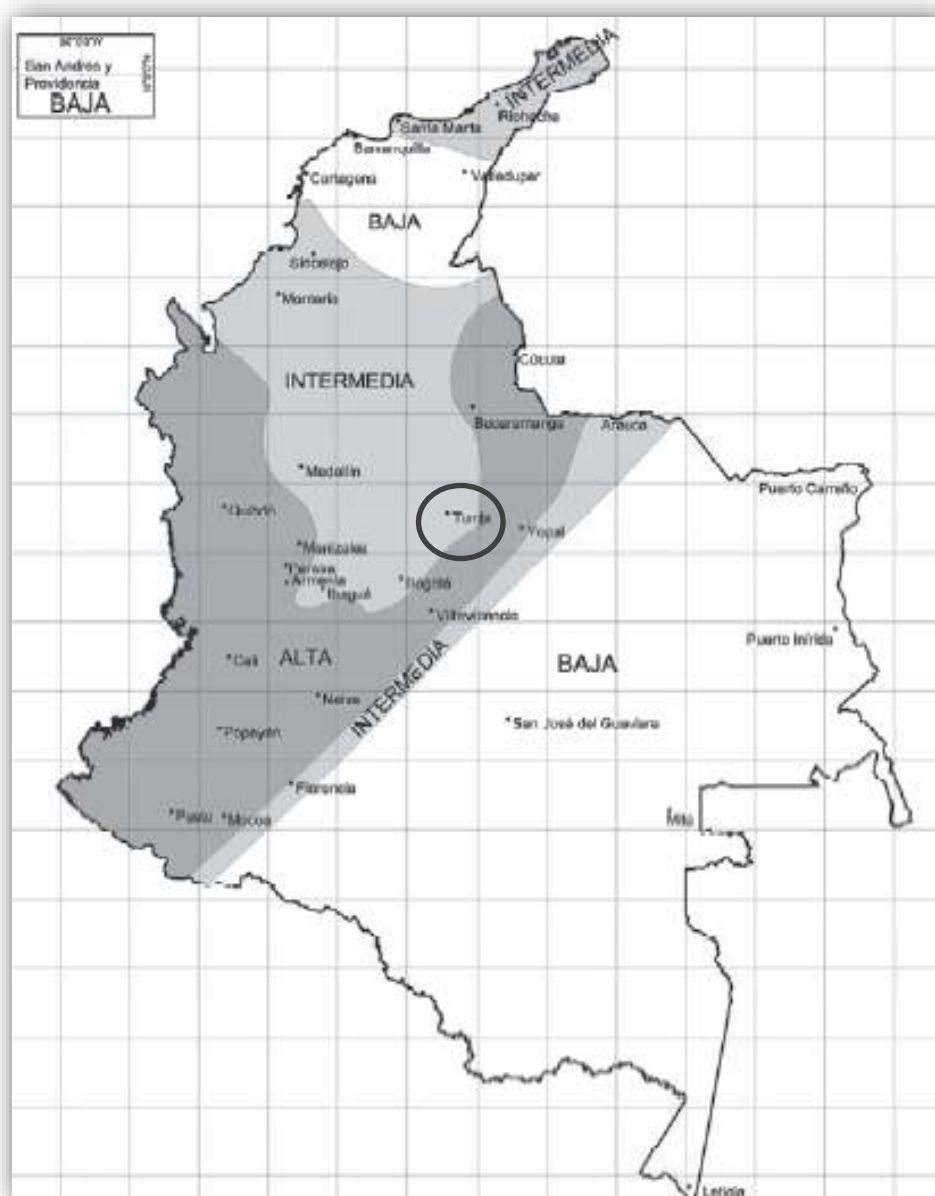 San Andres y
Providencia
BAJA
INTERMEDIA
Riohacha
Santa Marta
Barranquilla
Cartagena
Valledupar
BAJA
Sincelejo
Montería
Cúcuta
INTERMEDIA
Bucaramanga
Arauca
Medellín
Puerto Carreño
Quibdó
Tunja
Yopal
Manizales
Pereira
Armenia
Bogotá
Ibagué
Villavicencio
Puerto Inírida
Cali
ALTA
INTERMEDIA
BAJA
Neiva
Popayán
San José del Guaviare
Florencia
Pasto
Mocoa
Mitú
Leticia